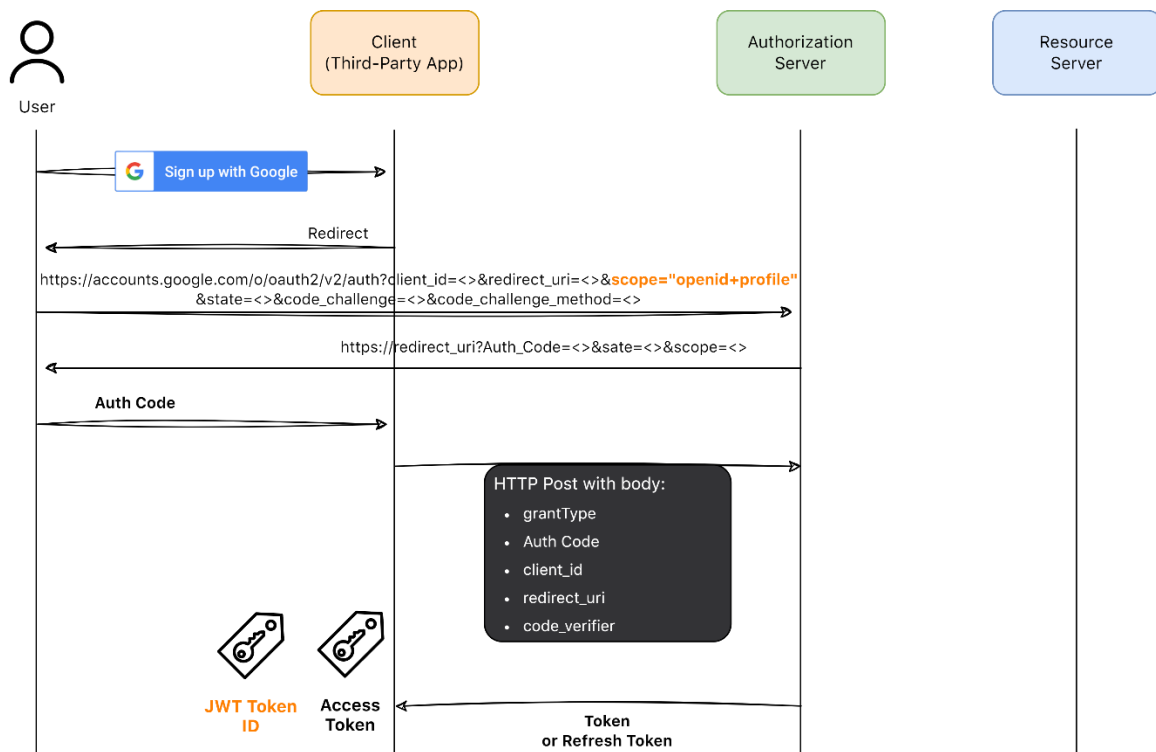 User
Client
(Third-Party App)
Authorization
Server
Resource
Server
Sign up with Google
Redirect
https://accounts.google.com/o/oauth2/v2/auth?client_id=<>&redirect_uri=<>&scope="openid+profile"
&state=<>&code_challenge=<>&code_challenge_method=<>
https://redirect_uri?Auth_Code=<>&sate=<>&scope=<>
Auth Code
HTTP Post with body:
• grantType
• Auth Code
• client_id
• redirect_uri
• code_verifier
JWT Token
ID
Access
Token
Token
or Refresh Token